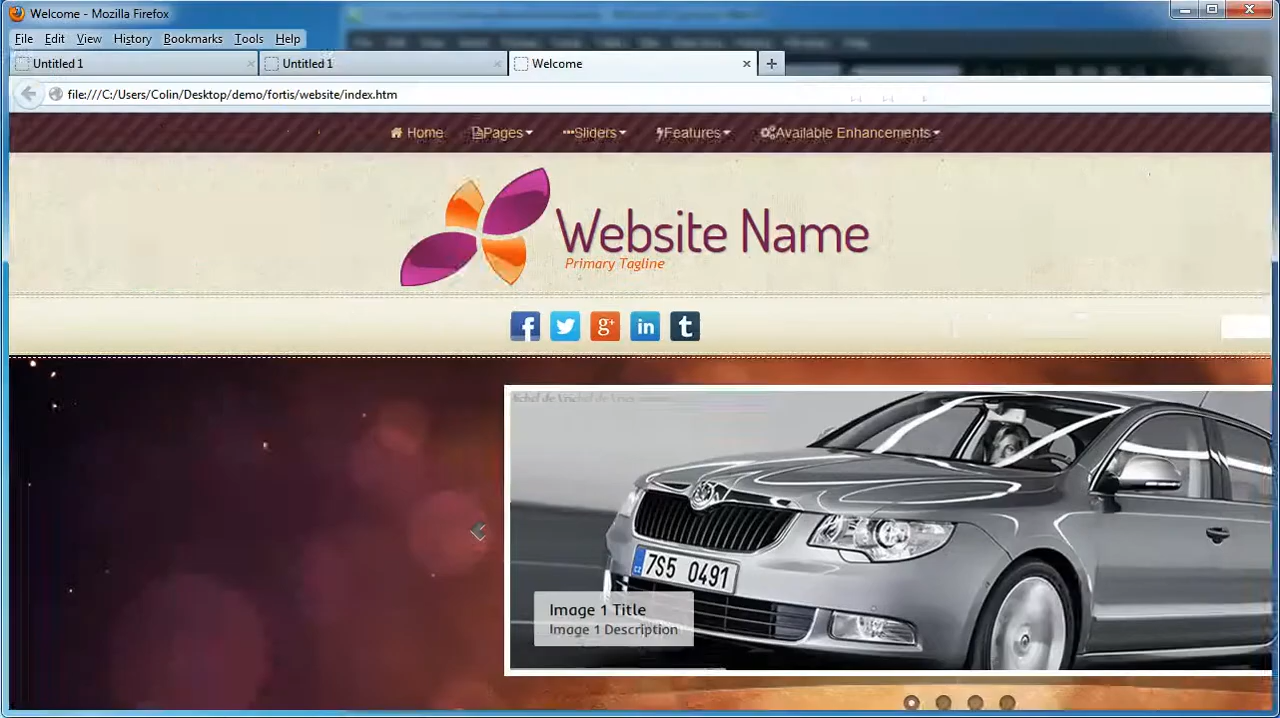 Welcome - Mozilla Firefox
File Edit View History Bookmarks Tools Help
Untitled 1
Untitled 1
Welcome
file:///C:/Users/Colin/Desktop/demo/fortis/website/index.htm
Home Pages Sliders Features Available Enhancements
Website Name
Primary Tagline
f g+ in t
7S5 0491
Image 1 Title
Image 1 Description